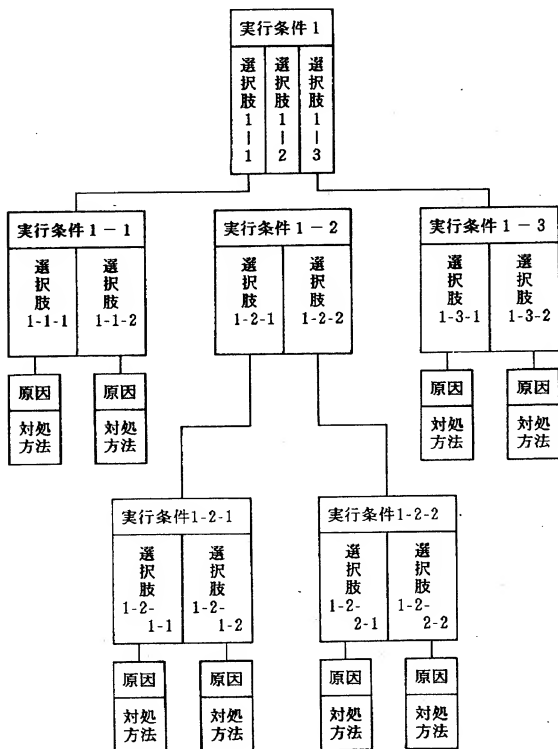 実行条件1
選択肢1ー1
選択肢1ー2
選択肢1ー3
実行条件1-1
選択肢1-1-1
選択肢1-1-2
実行条件1-2
選択肢1-2-1
選択肢1-2-2
実行条件1-3
選択肢1-3-1
選択肢1-3-2
原因
対処
方法
原因
対処
方法
原因
対処
方法
原因
対処
方法
実行条件1-2-1
選択肢1-2-1-1
選択肢1-2-1-2
実行条件1-2-2
選択肢1-2-2-1
選択肢1-2-2-2
原因
対処
方法
原因
対処
方法
原因
対処
方法
原因
対処
方法